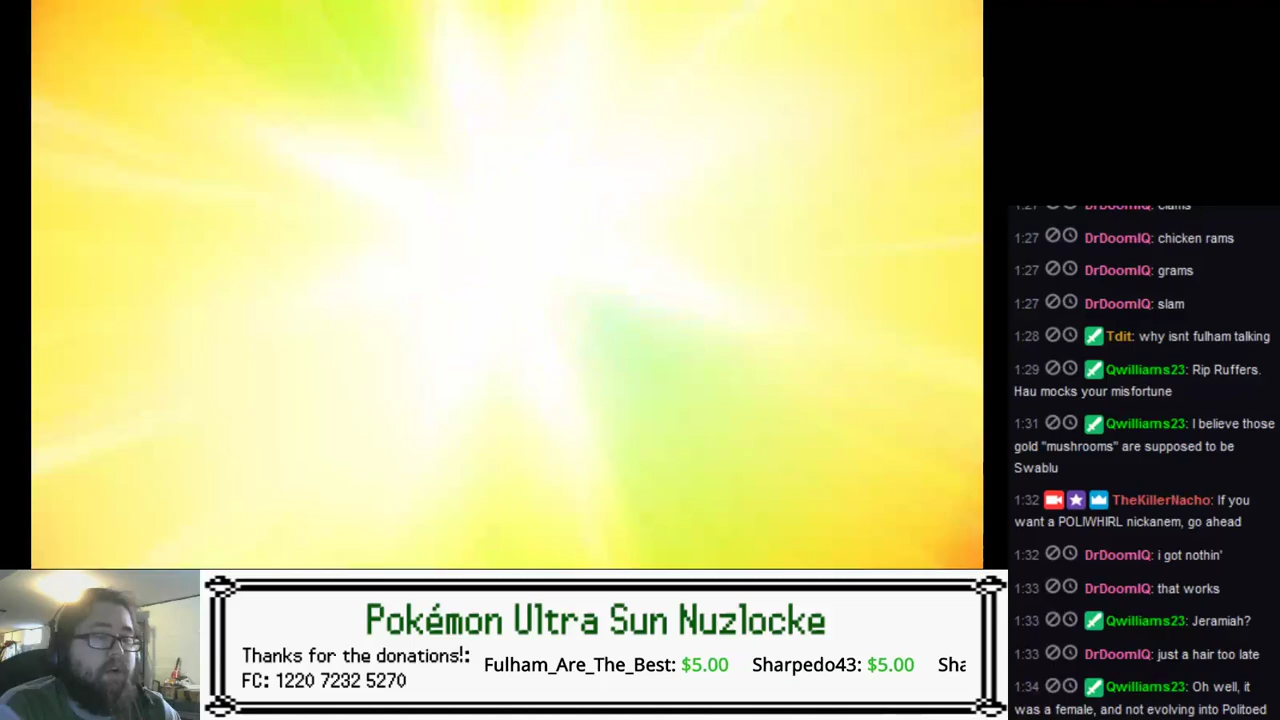 DrDoomIQ: clams
1:27 DrDoomIQ: chicken rams
1:27 DrDoomIQ: grams
1:27 DrDoomIQ: slam
1:28 Tdit: why isnt fulham talking
1:29 Qwilliams23: Rip Ruffers.
Hau mocks your misfortune
1:31 Qwilliams23: I believe those
gold "mushrooms" are supposed to be
Swablu
1:32 TheKillerNacho: If you
want a POLIWHIRL nickanem, go ahead
1:32 DrDoomIQ: i got nothin'
1:33 DrDoomIQ: that works
1:33 Qwilliams23: Jeramiah?
1:33 DrDoomIQ: just a hair too late
1:34 Qwilliams23: Oh well, it
was a female, and not evolving into Politoed
Pokémon Ultra Sun Nuzlocke
Thanks for the donations!:
Fulham_Are_The_Best: $5.00 Sharpedo43: $5.00 Sha
FC: 1220 7232 5270